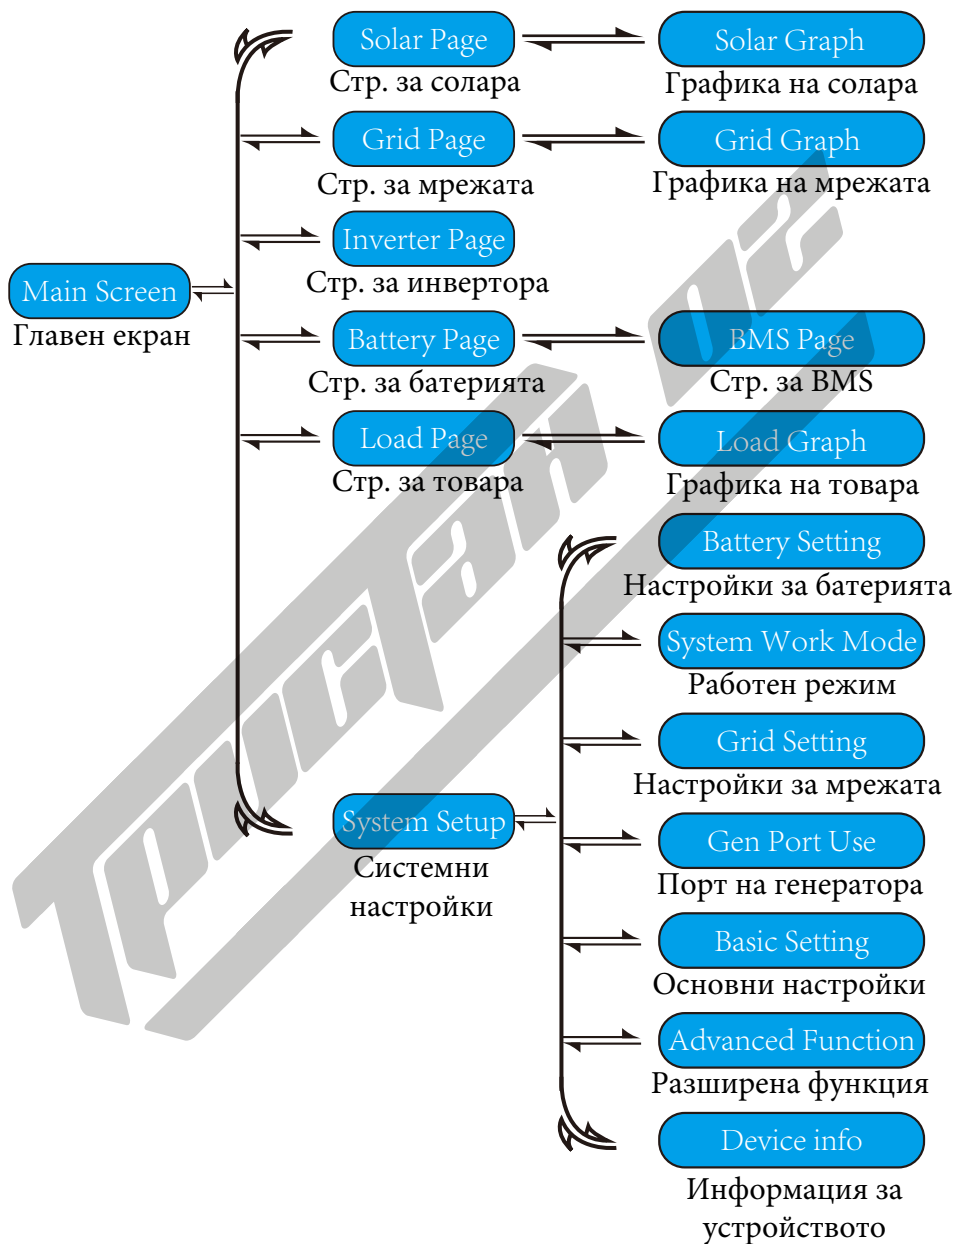 Solar Page
Стр. за солара
Solar Graph
Графика на солара
Grid Page
Стр. за мрежата
Grid Graph
Графика на мрежата
Inverter Page
Стр. за инвертора
Main Screen
Главен екран
Battery Page
Стр. за батерията
BMS Page
Стр. за BMS
Load Page
Стр. за товара
Load Graph
Графика на товара
Battery Setting
Настройки за батерията
System Work Mode
Работен режим
Grid Setting
Настройки за мрежата
System Setup
Системни
настройки
Gen Port Use
Порт на генератора
Basic Setting
Основни настройки
Advanced Function
Разширена функция
Device info
Информация за
устройството
Трисан 02